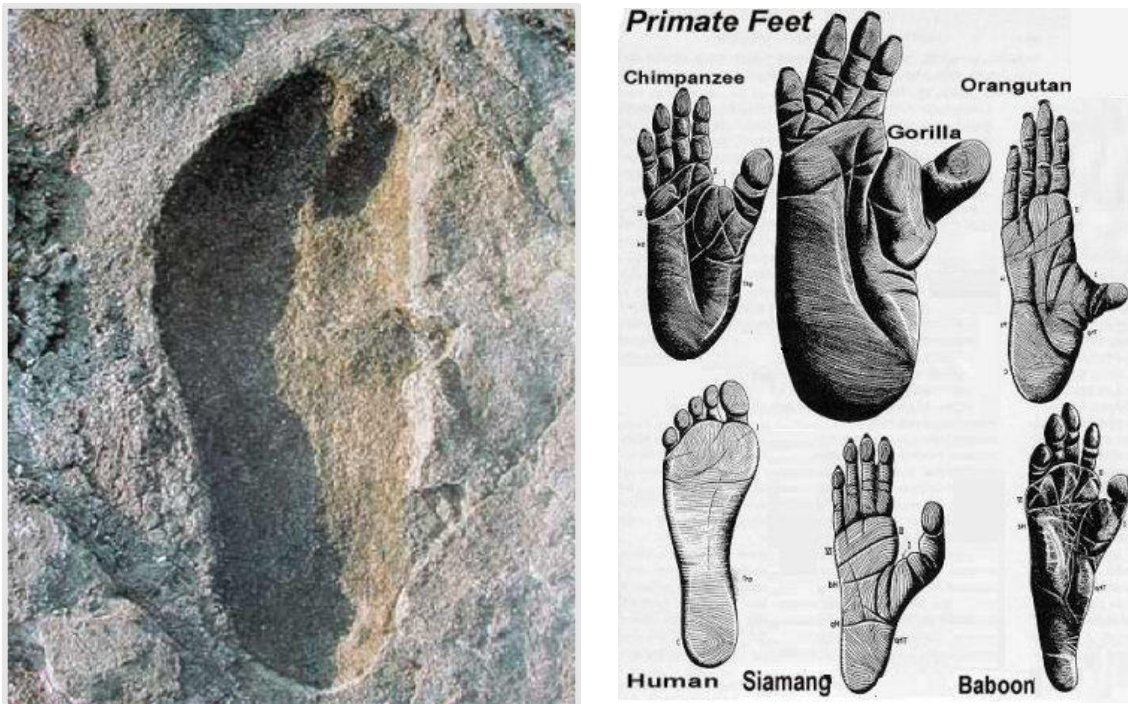 Primate Feet
Chimpanzee
Orangutan
Gorilla
Human
Siamang
Baboon